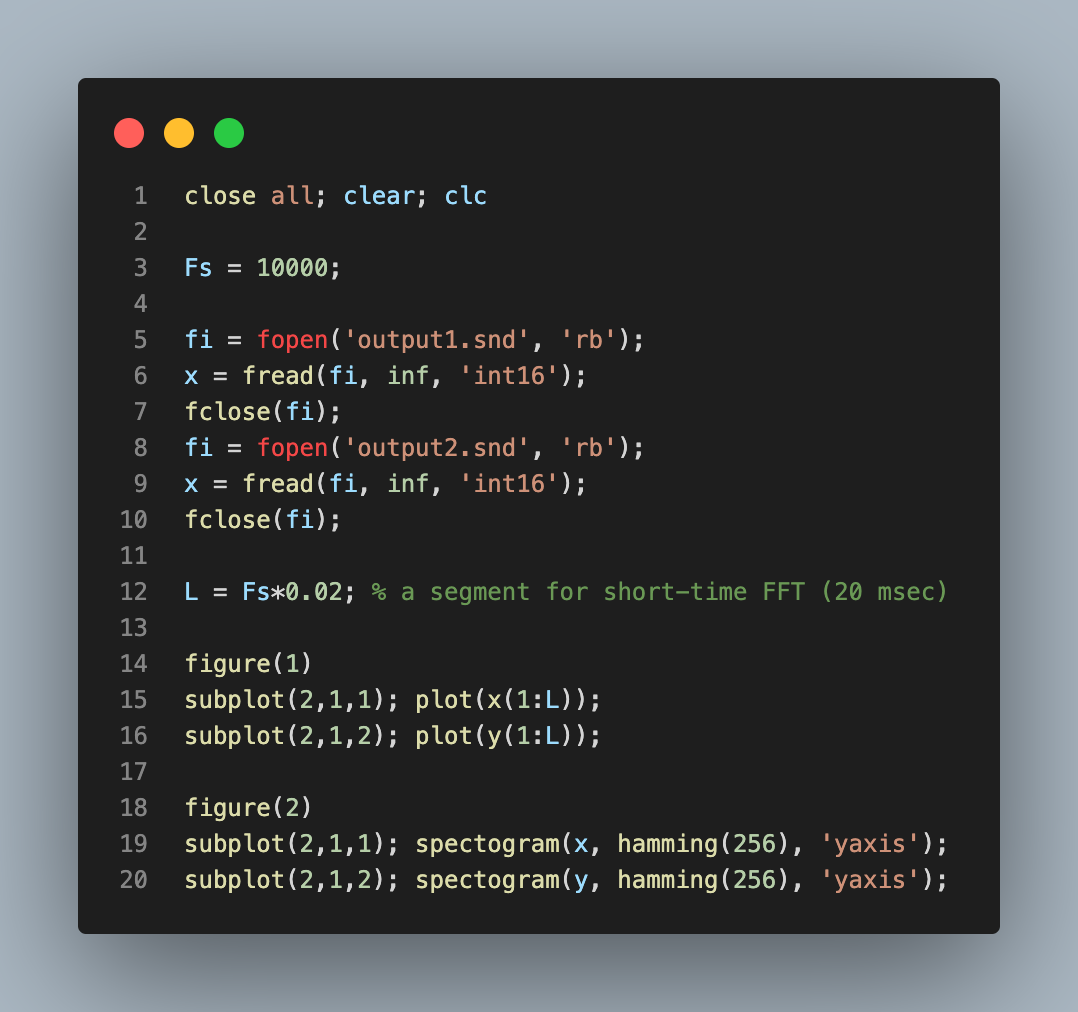 1 close all; clear; clc
2
3 Fs = 10000;
4
5 fi = fopen('output1.snd', 'rb');
6 x = fread(fi, inf, 'int16');
7 fclose(fi);
8 fi = fopen('output2.snd', 'rb');
9 x = fread(fi, inf, 'int16');
10 fclose(fi);
11
12 L = Fs*0.02; % a segment for short-time FFT (20 msec)
13
14 figure(1)
15 subplot(2,1,1); plot(x(1:L));
16 subplot(2,1,2); plot(y(1:L));
17
18 figure(2)
19 subplot(2,1,1); spectogram(x, hamming(256), 'yaxis');
20 subplot(2,1,2); spectogram(y, hamming(256), 'yaxis');